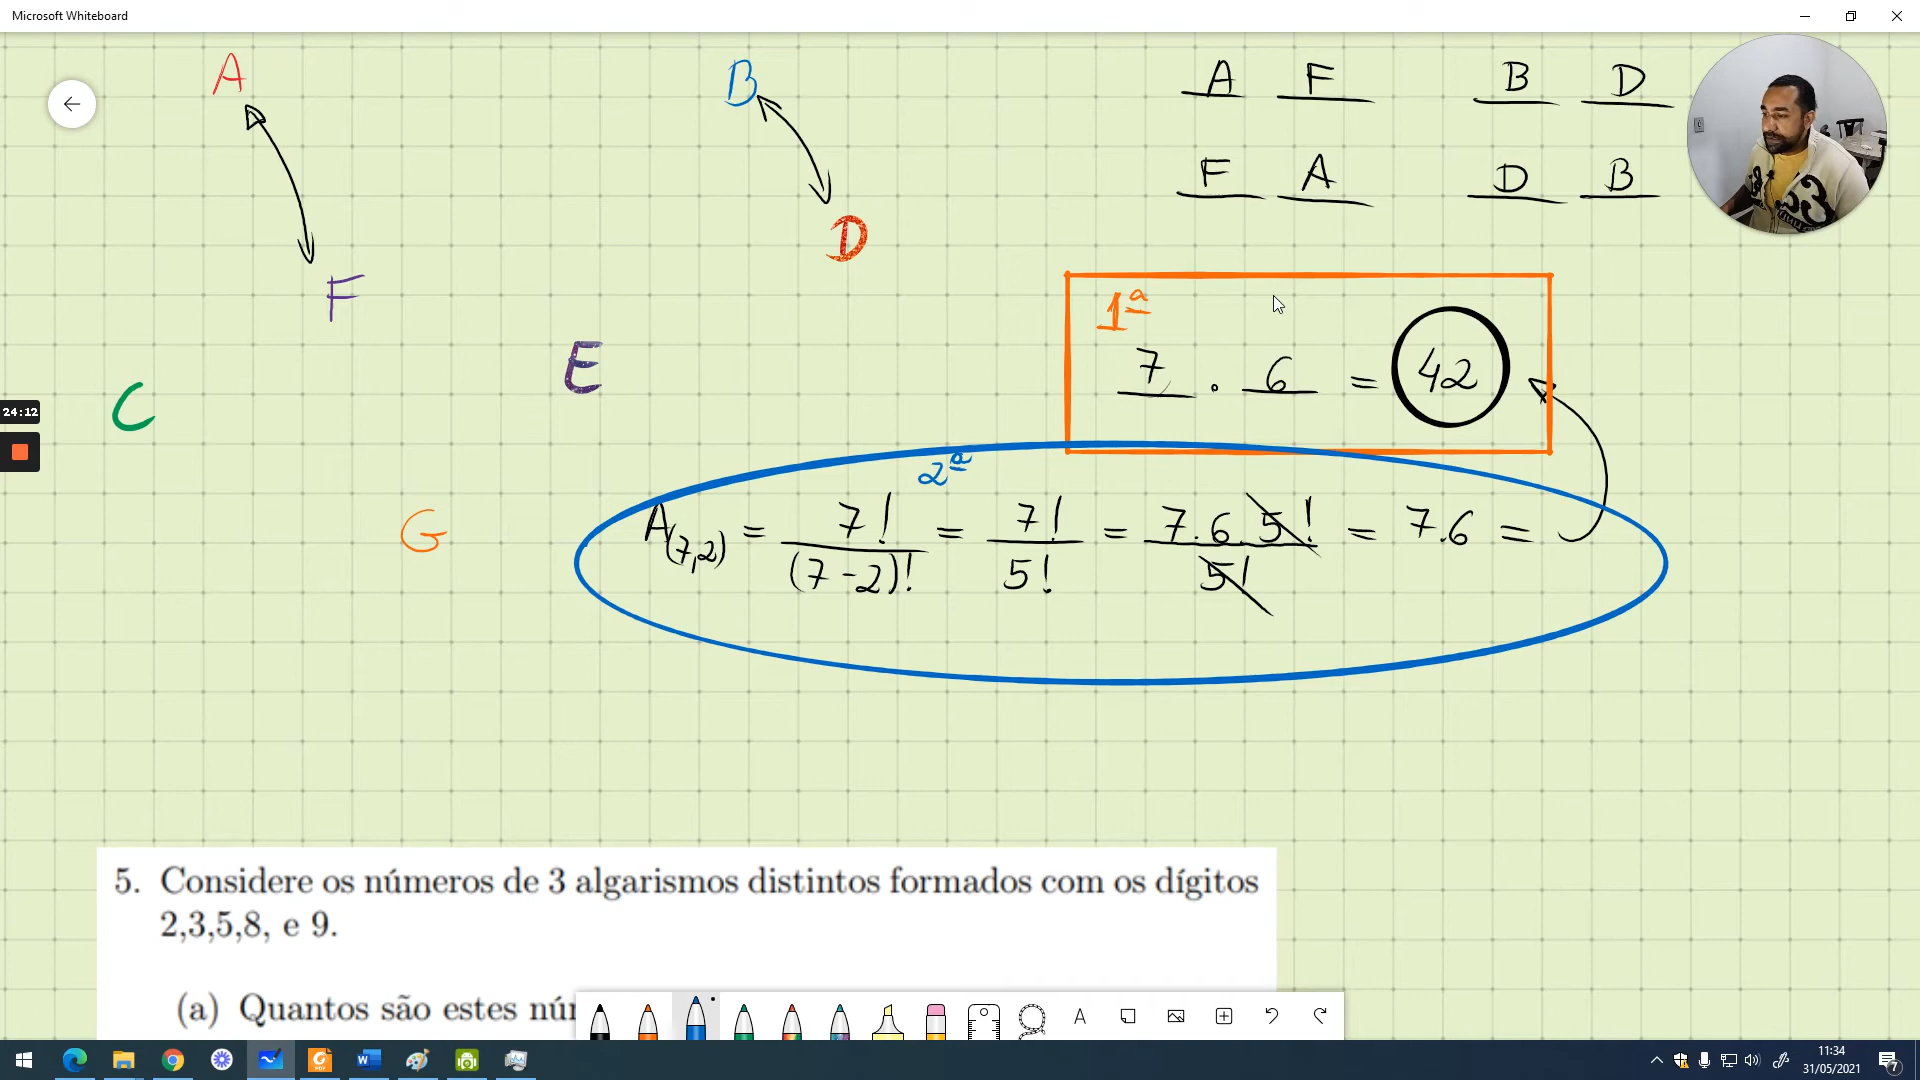 Microsoft Whiteboard
A
B
A F B D
F A D B
D
F
1ª
7 . 6 = 42
E
C
24:12
2ª
G
A(7,2) = 7! / (7-2)! = 7! / 5! = 7.6.5! / 5! = 7.6 =
5. Considere os números de 3 algarismos distintos formados com os dígitos
2,3,5,8, e 9.
(a) Quantos são estes núm
A
11:34
31/05/2021
7